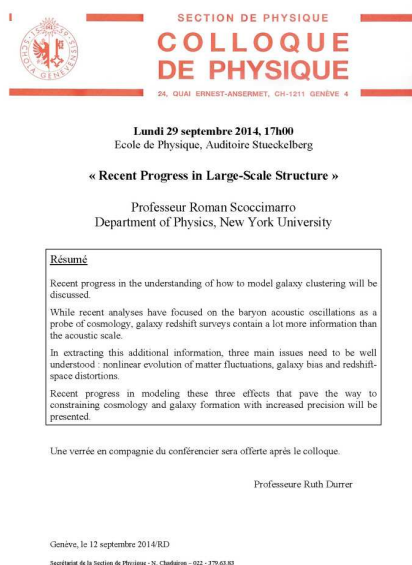 SECTION DE PHYSIQUE
COLLOQUE
DE PHYSIQUE
24, QUAI ERNEST-ANSERMET, CH-1211 GENÈVE 4
Lundi 29 septembre 2014, 17h00
Ecole de Physique, Auditoire Stueckelberg
« Recent Progress in Large-Scale Structure »
Professeur Roman Scoccimarro
Department of Physics, New York University
Résumé
Recent progress in the understanding of how to model galaxy clustering will be
discussed.
While recent analyses have focused on the baryon acoustic oscillations as a
probe of cosmology, galaxy redshift surveys contain a lot more information than
the acoustic scale.
In extracting this additional information, three main issues need to be well
understood : nonlinear evolution of matter fluctuations, galaxy bias and redshift-
space distortions.
Recent progress in modeling these three effects that pave the way to
constraining cosmology and galaxy formation with increased precision will be
presented.
Une verrée en compagnie du conférencier sera offerte après le colloque.
Professeure Ruth Durrer
Genève, le 12 septembre 2014/RD
Secrétariat de la Section de Physique - N. Chaduiron – 022 - 379.63.83